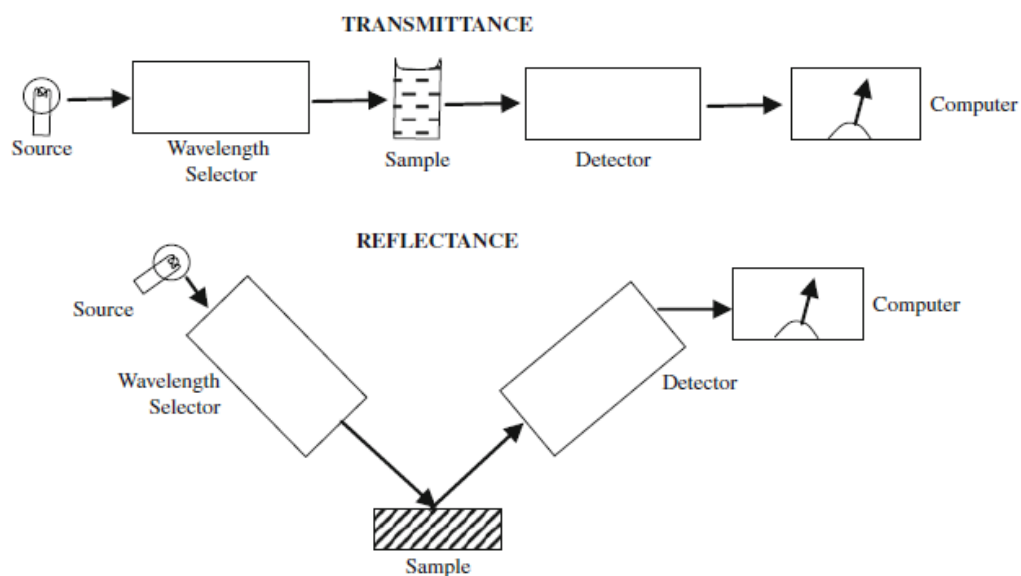 TRANSMITTANCE
Source
Wavelength
Selector
Sample
Detector
Computer
REFLECTANCE
Source
Wavelength
Selector
Sample
Detector
Computer